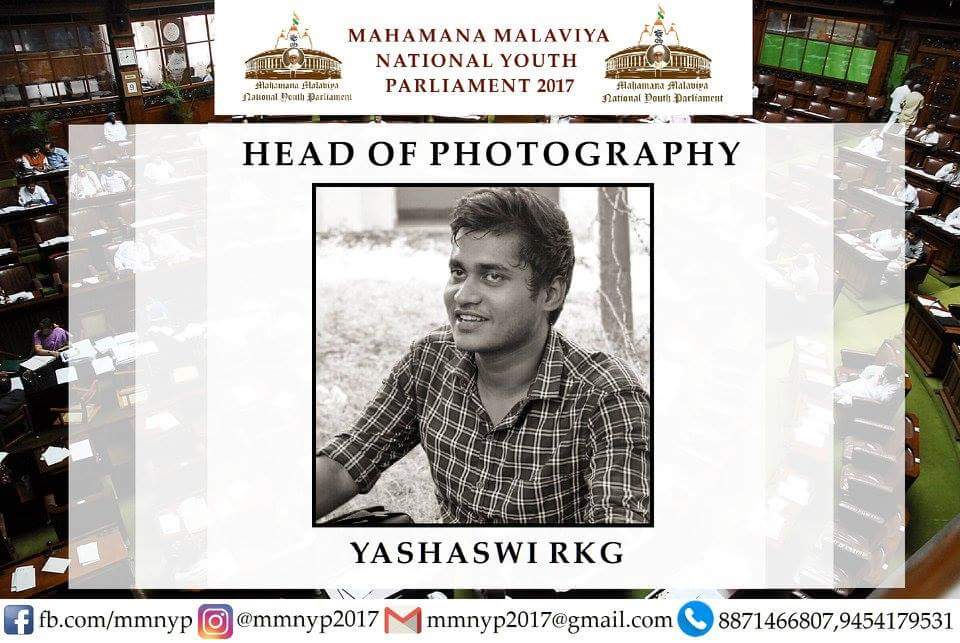 MAHAMANA MALAVIYA
NATIONAL YOUTH
PARLIAMENT 2017
Mahamana Malaviya
National Youth Parliament
Mahamana Malaviya
National Youth Parliament
HEAD OF PHOTOGRAPHY
YASHASWI RKG
fb.com/mmnyp @mmnyp2017 mmnyp2017@gmail.com 8871466807,9454179531